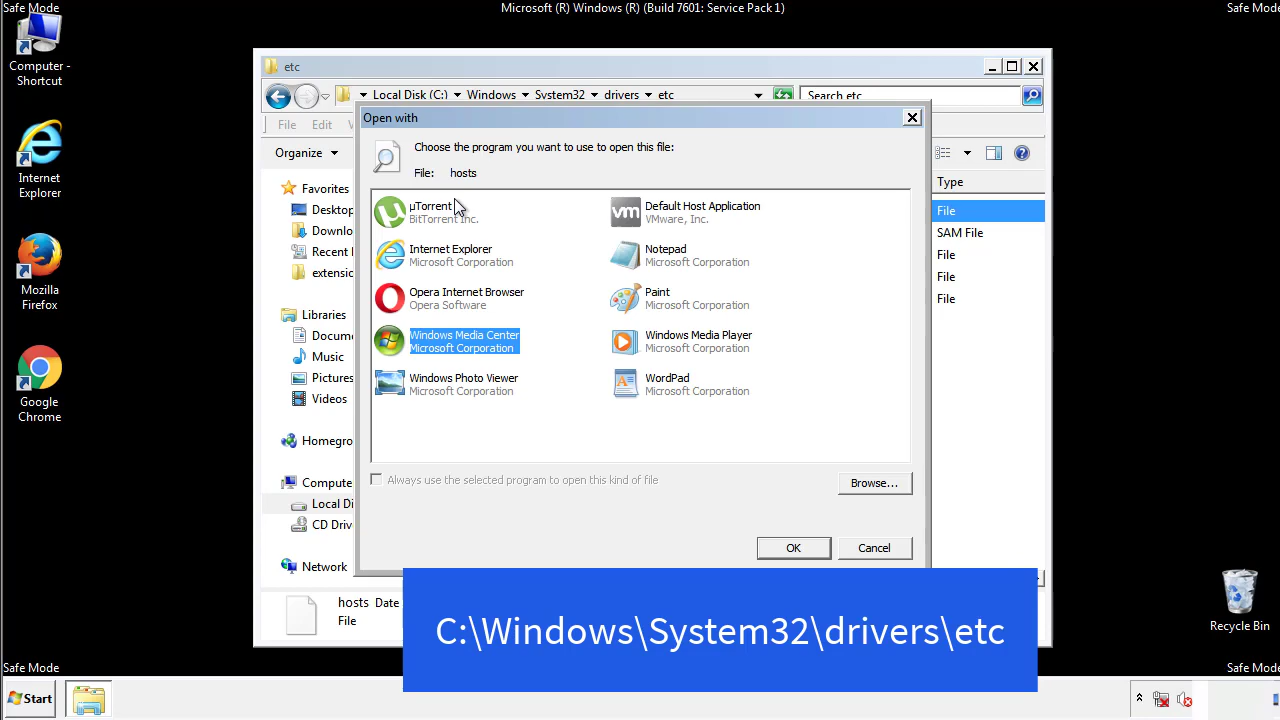 Safe Mode
Microsoft (R) Windows (R) (Build 7601: Service Pack 1)
Safe Mode
Computer -
Shortcut
Internet
Explorer
Mozilla
Firefox
Google
Chrome
etc
Local Disk (C:) Windows System32 drivers etc
Search etc
File Edit
Organize
Favorites
Desktop
Downlo
Recent
extensio
Libraries
Docume
Music
Pictures
Videos
Homegro
Compute
Local Di
CD Drive
Network
Type
File
SAM File
File
File
File
Open with
Choose the program you want to use to open this file:
File: hosts
µTorrent
BitTorrent Inc.
Default Host Application
VMware, Inc.
Internet Explorer
Microsoft Corporation
Notepad
Microsoft Corporation
Opera Internet Browser
Opera Software
Paint
Microsoft Corporation
Windows Media Center
Microsoft Corporation
Windows Media Player
Microsoft Corporation
Windows Photo Viewer
Microsoft Corporation
WordPad
Microsoft Corporation
Always use the selected program to open this kind of file
Browse...
OK
Cancel
hosts Date
File
C:\Windows\System32\drivers\etc
Recycle Bin
Safe Mode
Safe Mode
Start